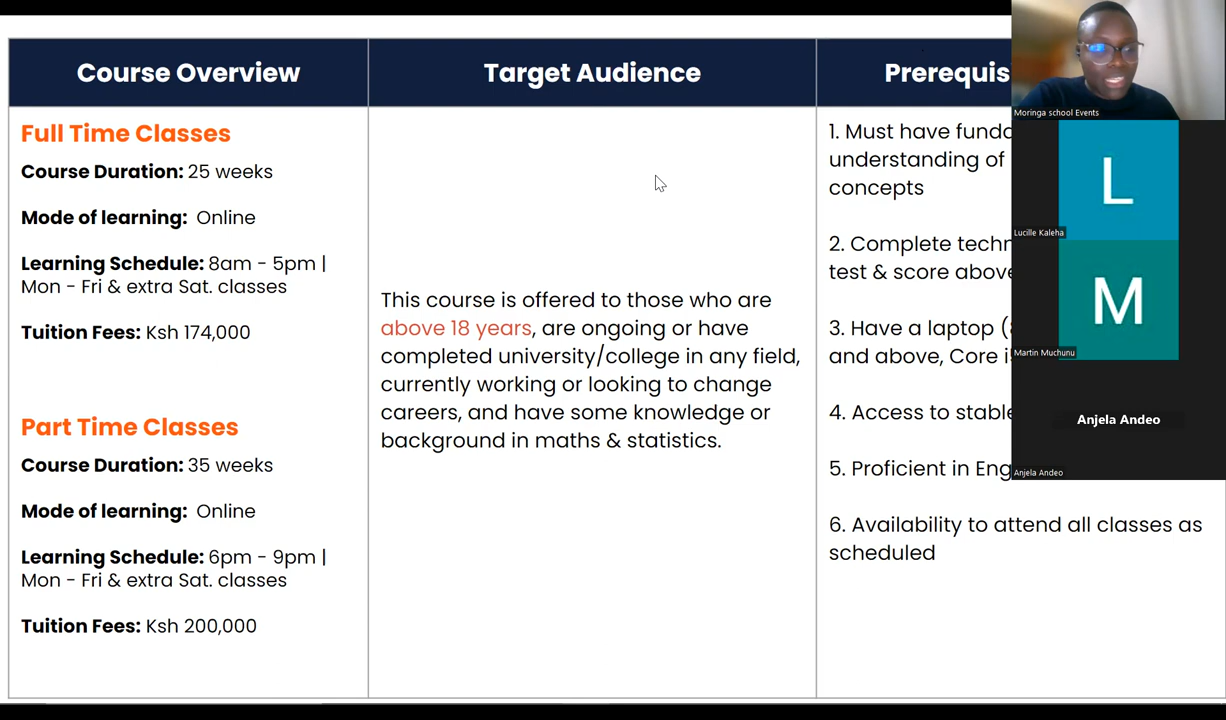 Course Overview
Full Time Classes
Course Duration: 25 weeks
Mode of learning: Online
Learning Schedule: 8am - 5pm |
Mon - Fri & extra Sat. classes
Tuition Fees: Ksh 174,000
Part Time Classes
Course Duration: 35 weeks
Mode of learning: Online
Learning Schedule: 6pm - 9pm |
Mon - Fri & extra Sat. classes
Tuition Fees: Ksh 200,000
Target Audience
This course is offered to those who are
above 18 years, are ongoing or have
completed university/college in any field,
currently working or looking to change
careers, and have some knowledge or
background in maths & statistics.
Prerequis
1. Must have funda
understanding of
concepts
2. Complete techn
test & score above
3. Have a laptop (
and above, Core i
4. Access to stable
5. Proficient in Eng
6. Availability to attend all classes as
scheduled
Moringa school Events
L
Lucille Kaleha
M
Martin Muchunu
Anjela Andeo
Anjela Andeo